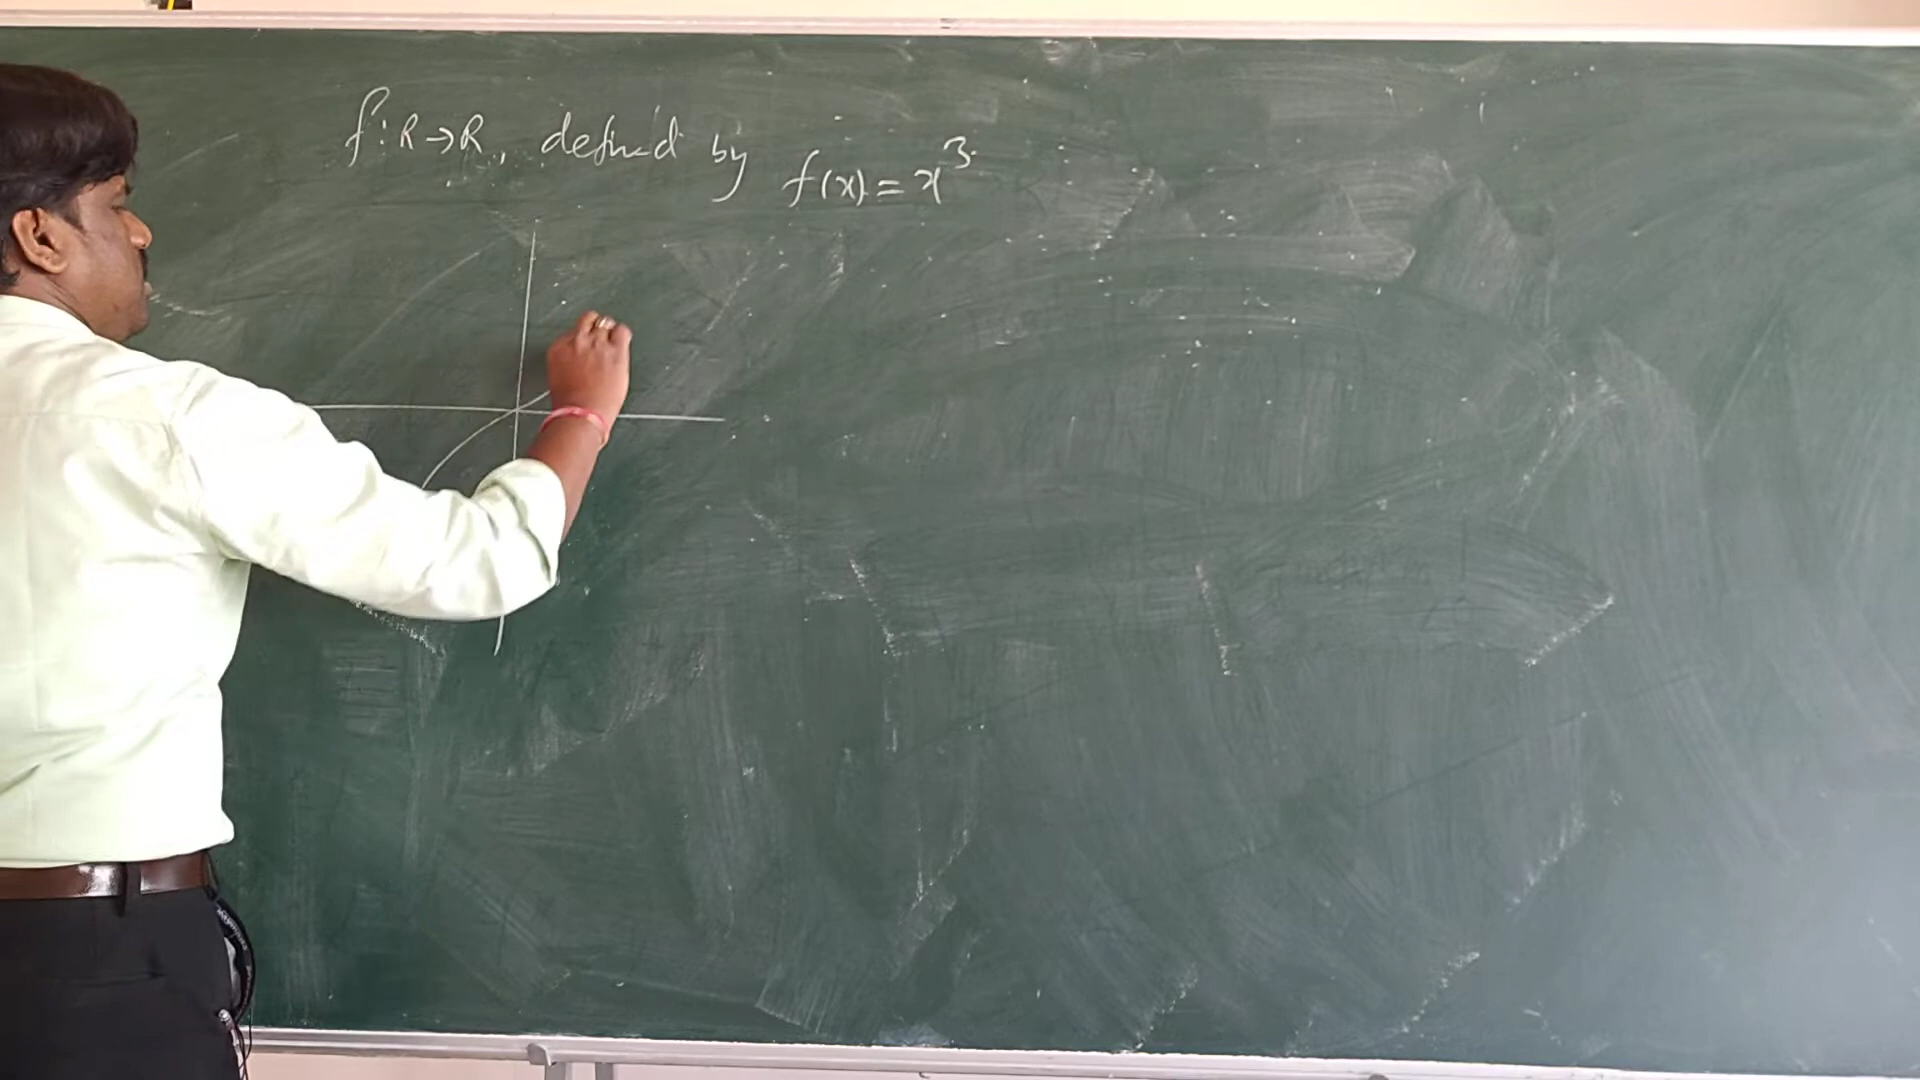 f: R→R, defined by f(x) = x³